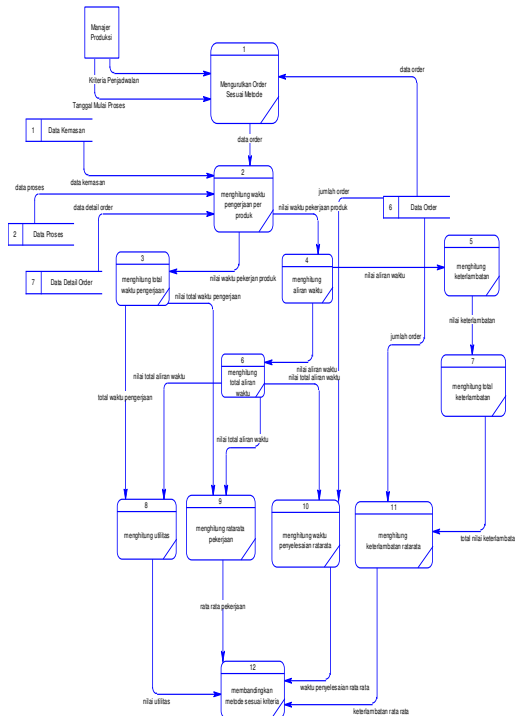 Manajer
Produksi
1
Mengurutkan Order
Sesuai Metode
Kriteria Penjadwalan
Tanggal Mulai Proses
data order
data order
1
Data Kemasan
data kemasan
2
menghitung waktu
pengerjaan per
produk
data proses
data detail order
2
Data Proses
7
Data Detail Order
jumlah order
6
Data Order
nilai waktu pekerjaan produk
3
menghitung total
waktu pengerjaan
nilai waktu pekerjan produk
nilai total waktu pengerjaan
4
menghitung
aliran waktu
nilai aliran waktu
5
menghitung
keterlambatan
nilai keterlambatan
jumlah order
6
menghitung
total aliran
waktu
nilai aliran waktu
nilai total aliran waktu
nilai total aliran waktu
total waktu pengerjaan
nilai total aliran waktu
7
menghitung total
keterlambatan
8
menghitung utilitas
9
menghitung ratarata
pekerjaan
10
menghitung waktu
penyelesaian ratarata
11
menghitung
keterlambatan ratarata
total nilai keterlambata
rata rata pekerjaan
12
membandingkan
metode sesuai kriteria
nilai utilitas
waktu penyelesaian rata rata
keterlambatan rata rata